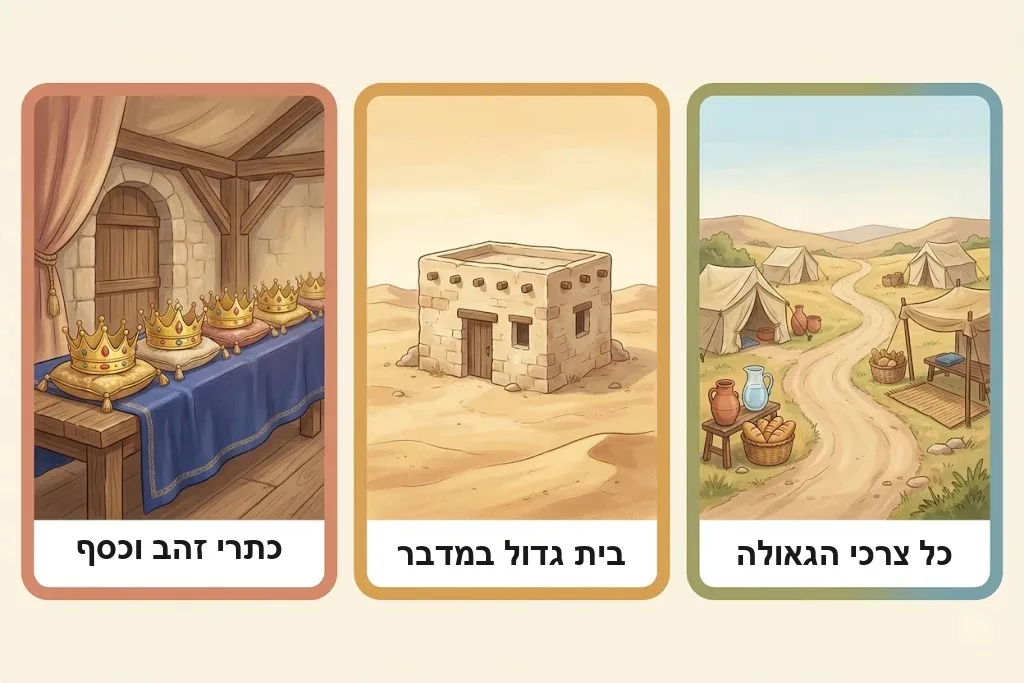 כל צרכי הגאולה
בית גדול במדבר
כתרי זהב וכסף